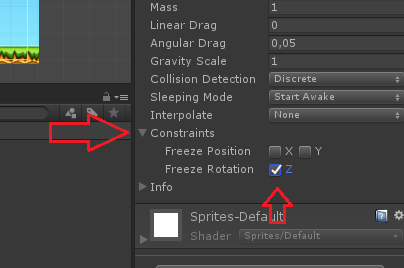 Mass 1
Linear Drag 0
Angular Drag 0,05
Gravity Scale 1
Collision Detection Discrete
Sleeping Mode Start Awake
Interpolate None
Constraints
Freeze Position X Y
Freeze Rotation Z
Info
Sprites-Default
Shader Sprites/Default